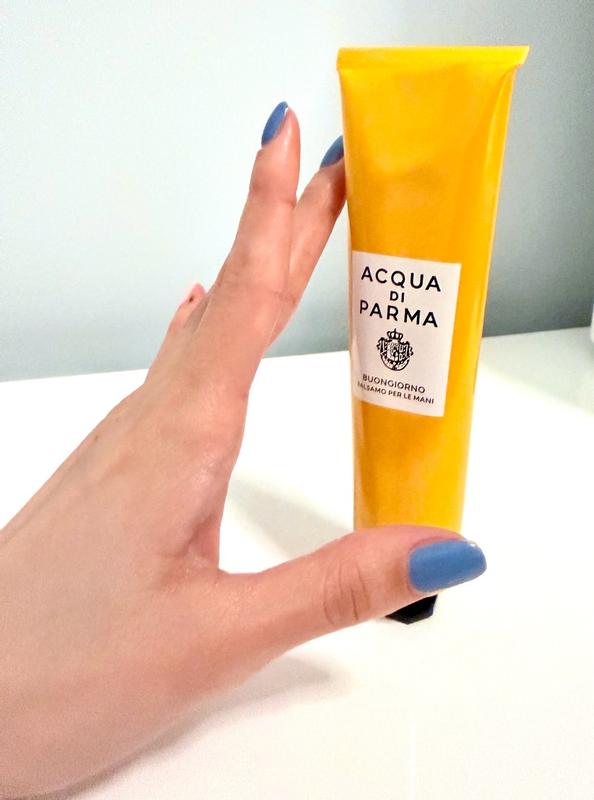 ACQUA
DI
PARMA
BUONGIORNO
BALSAMO PER LE MANI